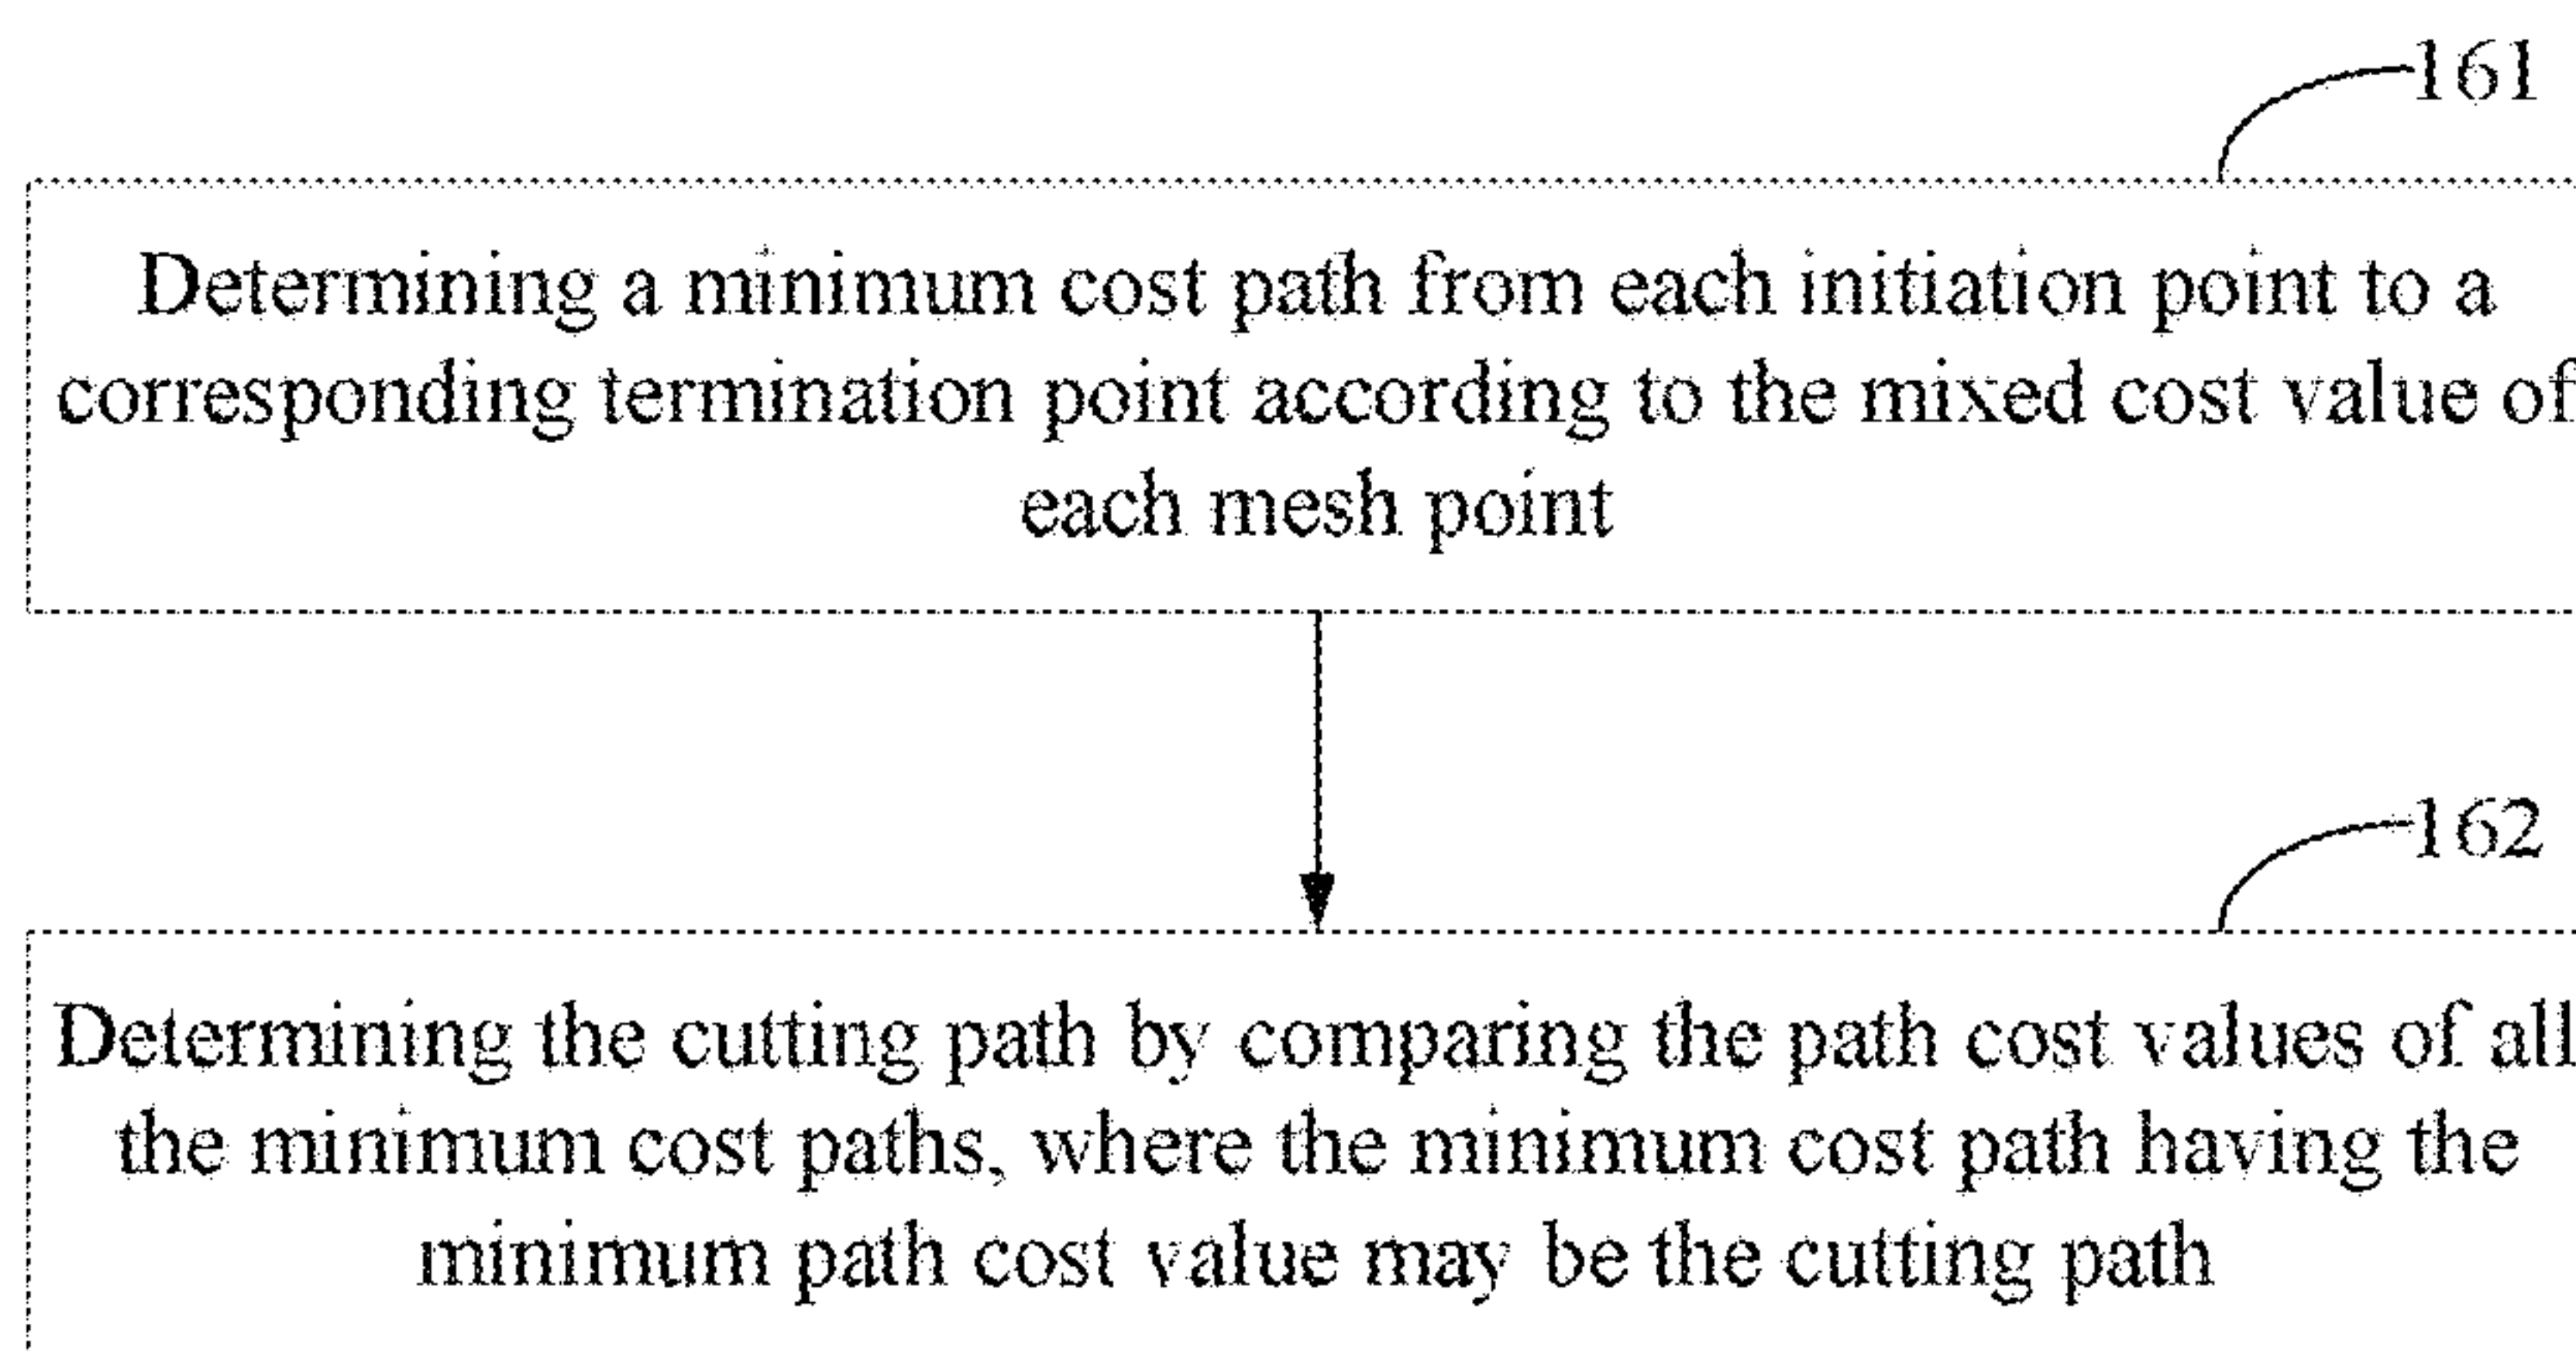 161
Determining a minimum cost path from each initiation point to a
corresponding termination point according to the mixed cost value of
each mesh point
162
Determining the cutting path by comparing the path cost values of all
the minimum cost paths, where the minimum cost path having the
minimum path cost value may be the cutting path